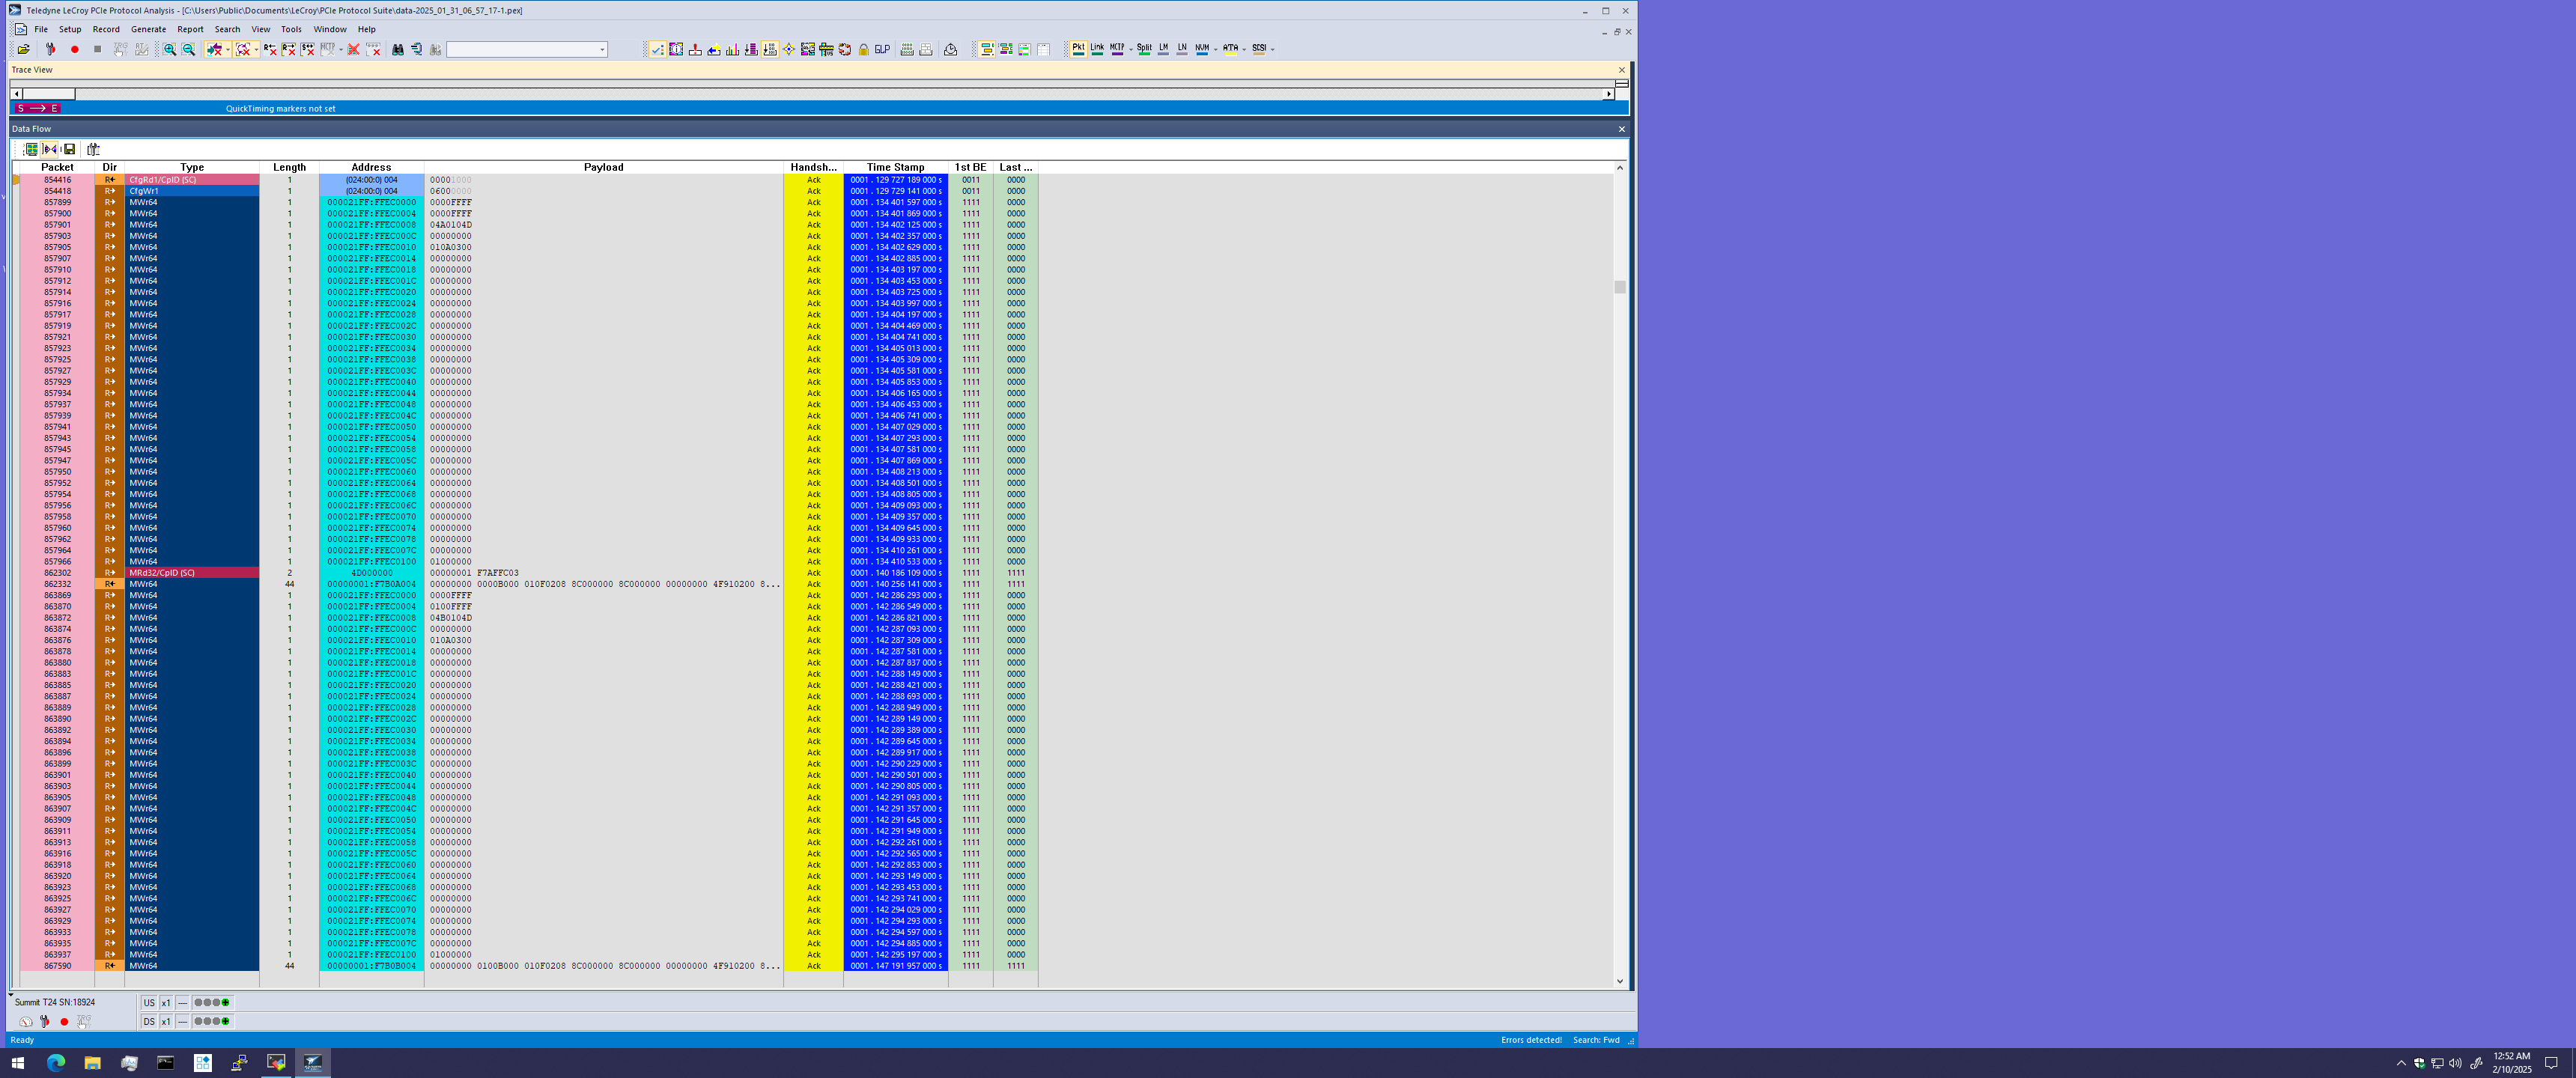 Teledyne LeCroy PCIe Protocol Analysis - [C:\Users\Public\Documents\LeCroy\PCIe Protocol Suite\data-2025_01_31_06_57_17-1.pex]
File Setup Record Generate Report Search View Tools Window Help
Pkt Link MCTP Split LM LN NVM ATA SCSI
Trace View
S E QuickTiming markers not set
Data Flow
Packet Dir Type Length Address Payload Handsh... Time Stamp 1st BE Last ...
854416 R← CfgRd1/CplD (SC) 1 (024:00:0) 004 00001000 Ack 0001 . 129 727 189 000 s 0011 0000
854418 R→ CfgWr1 1 (024:00:0) 004 06000000 Ack 0001 . 129 729 141 000 s 0011 0000
857899 R→ MWr64 1 000021FF:FFEC0000 0000FFFF Ack 0001 . 134 401 597 000 s 1111 0000
857900 R→ MWr64 1 000021FF:FFEC0004 0000FFFF Ack 0001 . 134 401 869 000 s 1111 0000
857901 R→ MWr64 1 000021FF:FFEC0008 04A0104D Ack 0001 . 134 402 125 000 s 1111 0000
857903 R→ MWr64 1 000021FF:FFEC000C 00000000 Ack 0001 . 134 402 357 000 s 1111 0000
857905 R→ MWr64 1 000021FF:FFEC0010 010A0300 Ack 0001 . 134 402 629 000 s 1111 0000
857907 R→ MWr64 1 000021FF:FFEC0014 00000000 Ack 0001 . 134 402 885 000 s 1111 0000
857910 R→ MWr64 1 000021FF:FFEC0018 00000000 Ack 0001 . 134 403 197 000 s 1111 0000
857912 R→ MWr64 1 000021FF:FFEC001C 00000000 Ack 0001 . 134 403 453 000 s 1111 0000
857914 R→ MWr64 1 000021FF:FFEC0020 00000000 Ack 0001 . 134 403 725 000 s 1111 0000
857916 R→ MWr64 1 000021FF:FFEC0024 00000000 Ack 0001 . 134 403 997 000 s 1111 0000
857917 R→ MWr64 1 000021FF:FFEC0028 00000000 Ack 0001 . 134 404 197 000 s 1111 0000
857919 R→ MWr64 1 000021FF:FFEC002C 00000000 Ack 0001 . 134 404 469 000 s 1111 0000
857921 R→ MWr64 1 000021FF:FFEC0030 00000000 Ack 0001 . 134 404 741 000 s 1111 0000
857923 R→ MWr64 1 000021FF:FFEC0034 00000000 Ack 0001 . 134 405 013 000 s 1111 0000
857925 R→ MWr64 1 000021FF:FFEC0038 00000000 Ack 0001 . 134 405 309 000 s 1111 0000
857927 R→ MWr64 1 000021FF:FFEC003C 00000000 Ack 0001 . 134 405 581 000 s 1111 0000
857929 R→ MWr64 1 000021FF:FFEC0040 00000000 Ack 0001 . 134 405 853 000 s 1111 0000
857934 R→ MWr64 1 000021FF:FFEC0044 00000000 Ack 0001 . 134 406 165 000 s 1111 0000
857937 R→ MWr64 1 000021FF:FFEC0048 00000000 Ack 0001 . 134 406 453 000 s 1111 0000
857939 R→ MWr64 1 000021FF:FFEC004C 00000000 Ack 0001 . 134 406 741 000 s 1111 0000
857941 R→ MWr64 1 000021FF:FFEC0050 00000000 Ack 0001 . 134 407 029 000 s 1111 0000
857943 R→ MWr64 1 000021FF:FFEC0054 00000000 Ack 0001 . 134 407 293 000 s 1111 0000
857945 R→ MWr64 1 000021FF:FFEC0058 00000000 Ack 0001 . 134 407 581 000 s 1111 0000
857947 R→ MWr64 1 000021FF:FFEC005C 00000000 Ack 0001 . 134 407 869 000 s 1111 0000
857950 R→ MWr64 1 000021FF:FFEC0060 00000000 Ack 0001 . 134 408 213 000 s 1111 0000
857952 R→ MWr64 1 000021FF:FFEC0064 00000000 Ack 0001 . 134 408 501 000 s 1111 0000
857954 R→ MWr64 1 000021FF:FFEC0068 00000000 Ack 0001 . 134 408 805 000 s 1111 0000
857956 R→ MWr64 1 000021FF:FFEC006C 00000000 Ack 0001 . 134 409 093 000 s 1111 0000
857958 R→ MWr64 1 000021FF:FFEC0070 00000000 Ack 0001 . 134 409 357 000 s 1111 0000
857960 R→ MWr64 1 000021FF:FFEC0074 00000000 Ack 0001 . 134 409 645 000 s 1111 0000
857962 R→ MWr64 1 000021FF:FFEC0078 00000000 Ack 0001 . 134 409 933 000 s 1111 0000
857964 R→ MWr64 1 000021FF:FFEC007C 00000000 Ack 0001 . 134 410 261 000 s 1111 0000
857966 R→ MWr64 1 000021FF:FFEC0100 01000000 Ack 0001 . 134 410 533 000 s 1111 0000
862302 R→ MRd32/CplD (SC) 2 4D000000 00000001 F7AFFC03 Ack 0001 . 140 186 109 000 s 1111 1111
862332 R← MWr64 44 00000001:F7B0A004 00000000 0000B000 010F0208 8C000000 8C000000 00000000 4F910200 8... Ack 0001 . 140 256 141 000 s 1111 1111
863869 R→ MWr64 1 000021FF:FFEC0000 0000FFFF Ack 0001 . 142 286 293 000 s 1111 0000
863870 R→ MWr64 1 000021FF:FFEC0004 0100FFFF Ack 0001 . 142 286 549 000 s 1111 0000
863872 R→ MWr64 1 000021FF:FFEC0008 04B0104D Ack 0001 . 142 286 821 000 s 1111 0000
863874 R→ MWr64 1 000021FF:FFEC000C 00000000 Ack 0001 . 142 287 093 000 s 1111 0000
863876 R→ MWr64 1 000021FF:FFEC0010 010A0300 Ack 0001 . 142 287 309 000 s 1111 0000
863878 R→ MWr64 1 000021FF:FFEC0014 00000000 Ack 0001 . 142 287 581 000 s 1111 0000
863880 R→ MWr64 1 000021FF:FFEC0018 00000000 Ack 0001 . 142 287 837 000 s 1111 0000
863883 R→ MWr64 1 000021FF:FFEC001C 00000000 Ack 0001 . 142 288 149 000 s 1111 0000
863885 R→ MWr64 1 000021FF:FFEC0020 00000000 Ack 0001 . 142 288 421 000 s 1111 0000
863887 R→ MWr64 1 000021FF:FFEC0024 00000000 Ack 0001 . 142 288 693 000 s 1111 0000
863889 R→ MWr64 1 000021FF:FFEC0028 00000000 Ack 0001 . 142 288 949 000 s 1111 0000
863890 R→ MWr64 1 000021FF:FFEC002C 00000000 Ack 0001 . 142 289 149 000 s 1111 0000
863892 R→ MWr64 1 000021FF:FFEC0030 00000000 Ack 0001 . 142 289 389 000 s 1111 0000
863894 R→ MWr64 1 000021FF:FFEC0034 00000000 Ack 0001 . 142 289 645 000 s 1111 0000
863896 R→ MWr64 1 000021FF:FFEC0038 00000000 Ack 0001 . 142 289 917 000 s 1111 0000
863899 R→ MWr64 1 000021FF:FFEC003C 00000000 Ack 0001 . 142 290 229 000 s 1111 0000
863901 R→ MWr64 1 000021FF:FFEC0040 00000000 Ack 0001 . 142 290 501 000 s 1111 0000
863903 R→ MWr64 1 000021FF:FFEC0044 00000000 Ack 0001 . 142 290 805 000 s 1111 0000
863905 R→ MWr64 1 000021FF:FFEC0048 00000000 Ack 0001 . 142 291 093 000 s 1111 0000
863907 R→ MWr64 1 000021FF:FFEC004C 00000000 Ack 0001 . 142 291 357 000 s 1111 0000
863909 R→ MWr64 1 000021FF:FFEC0050 00000000 Ack 0001 . 142 291 645 000 s 1111 0000
863911 R→ MWr64 1 000021FF:FFEC0054 00000000 Ack 0001 . 142 291 949 000 s 1111 0000
863913 R→ MWr64 1 000021FF:FFEC0058 00000000 Ack 0001 . 142 292 261 000 s 1111 0000
863916 R→ MWr64 1 000021FF:FFEC005C 00000000 Ack 0001 . 142 292 565 000 s 1111 0000
863918 R→ MWr64 1 000021FF:FFEC0060 00000000 Ack 0001 . 142 292 853 000 s 1111 0000
863920 R→ MWr64 1 000021FF:FFEC0064 00000000 Ack 0001 . 142 293 149 000 s 1111 0000
863923 R→ MWr64 1 000021FF:FFEC0068 00000000 Ack 0001 . 142 293 453 000 s 1111 0000
863925 R→ MWr64 1 000021FF:FFEC006C 00000000 Ack 0001 . 142 293 741 000 s 1111 0000
863927 R→ MWr64 1 000021FF:FFEC0070 00000000 Ack 0001 . 142 294 029 000 s 1111 0000
863929 R→ MWr64 1 000021FF:FFEC0074 00000000 Ack 0001 . 142 294 293 000 s 1111 0000
863933 R→ MWr64 1 000021FF:FFEC0078 00000000 Ack 0001 . 142 294 597 000 s 1111 0000
863935 R→ MWr64 1 000021FF:FFEC007C 00000000 Ack 0001 . 142 294 885 000 s 1111 0000
863937 R→ MWr64 1 000021FF:FFEC0100 01000000 Ack 0001 . 142 295 197 000 s 1111 0000
867590 R← MWr64 44 00000001:F7B0B004 00000000 0100B000 010F0208 8C000000 8C000000 00000000 4F910200 8... Ack 0001 . 147 191 957 000 s 1111 1111
Summit T24 SN:18924 US x1 —
DS x1 —
Ready Errors detected! Search: Fwd
12:52 AM
2/10/2025